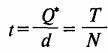 t = Q*/d = T/N